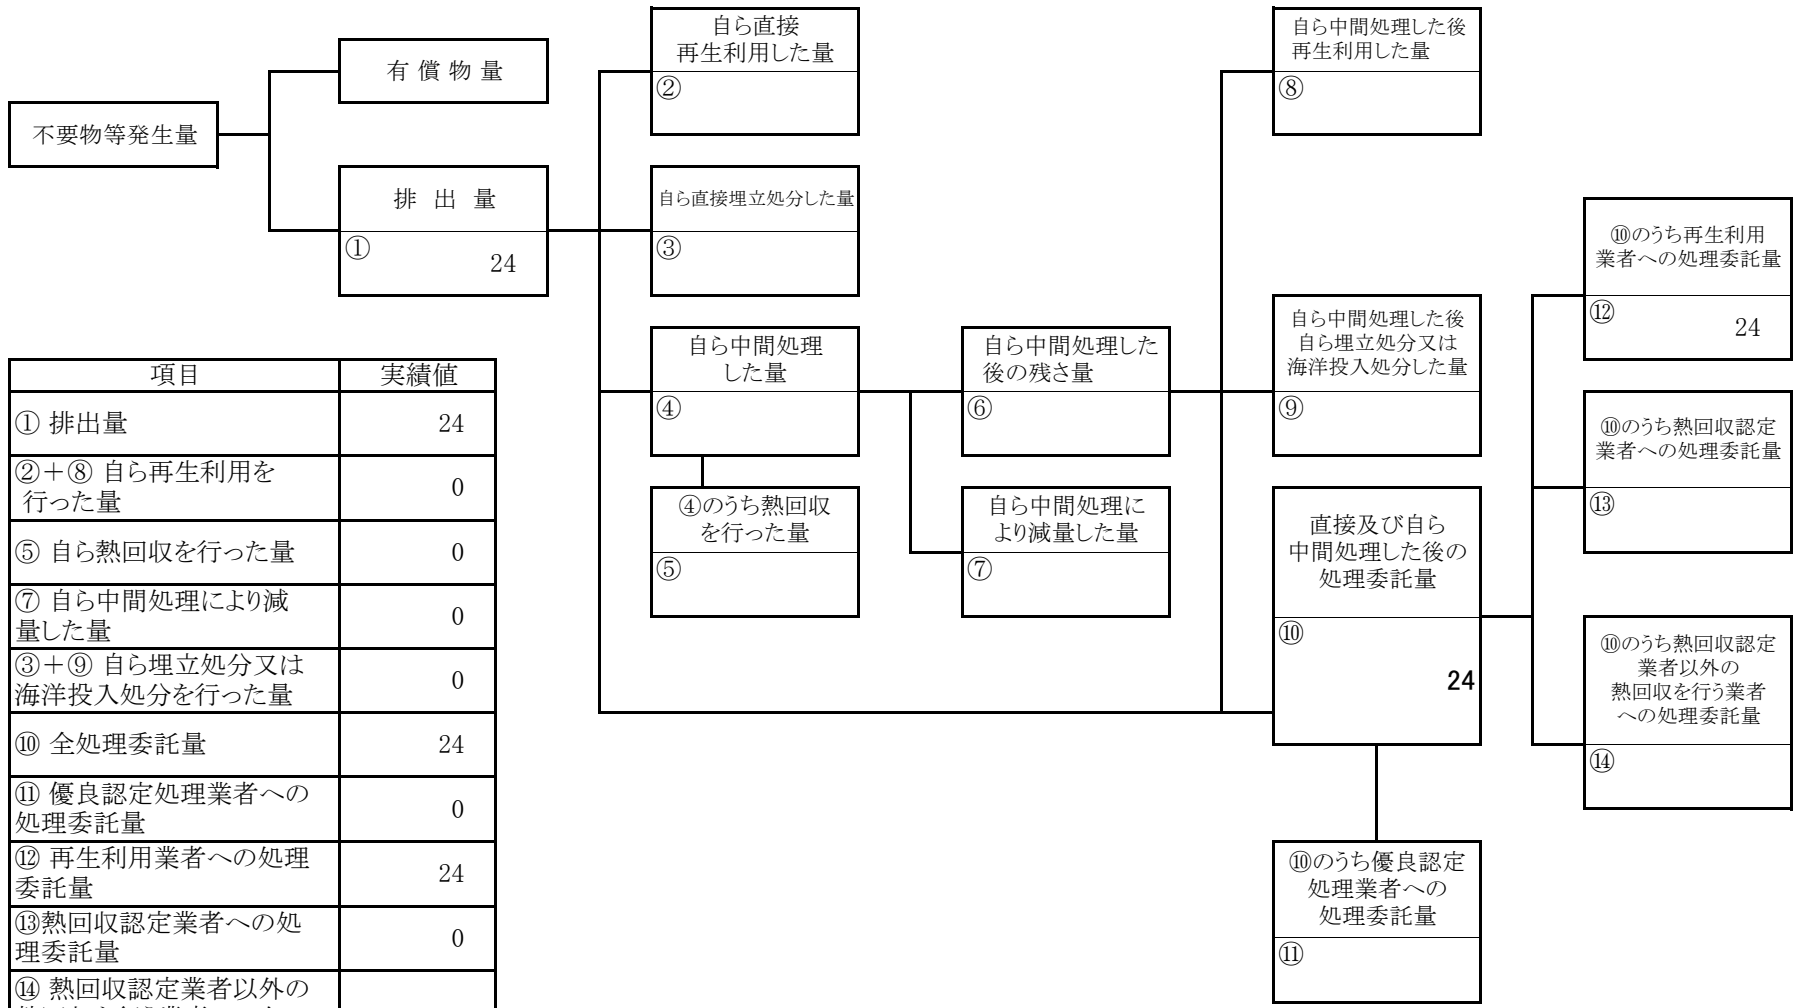 不要物等発生量
有 償 物 量
排 出 量
①
24
自ら直接
再生利用した量
②
自ら直接埋立処分した量
③
自ら中間処理
した量
④
④のうち熱回収
を行った量
⑤
自ら中間処理した
後の残さ量
⑥
自ら中間処理に
より減量した量
⑦
自ら中間処理した後
再生利用した量
⑧
自ら中間処理した後
自ら埋立処分又は
海洋投入処分した量
⑨
直接及び自ら
中間処理した後の
処理委託量
⑩
24
⑩のうち優良認定
処理業者への
処理委託量
⑪
⑩のうち再生利用
業者への処理委託量
⑫
24
⑩のうち熱回収認定
業者への処理委託量
⑬
⑩のうち熱回収認定
業者以外の
熱回収を行う業者
への処理委託量
⑭
項目 実績値
① 排出量 24
②+⑧ 自ら再生利用を
行った量 0
⑤ 自ら熱回収を行った量 0
⑦ 自ら中間処理により減
量した量 0
③+⑨ 自ら埋立処分又は
海洋投入処分を行った量 0
⑩ 全処理委託量 24
⑪ 優良認定処理業者への
処理委託量 0
⑫ 再生利用業者への処理
委託量 24
⑬熱回収認定業者への処
理委託量 0
⑭ 熱回収認定業者以外の